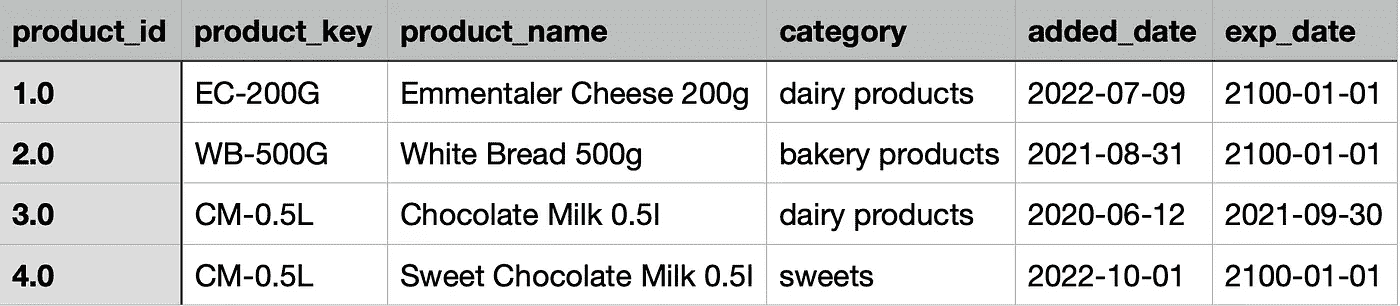 product_id product_key product_name category added_date exp_date
1.0 EC-200G Emmentaler Cheese 200g dairy products 2022-07-09 2100-01-01
2.0 WB-500G White Bread 500g bakery products 2021-08-31 2100-01-01
3.0 CM-0.5L Chocolate Milk 0.5l dairy products 2020-06-12 2021-09-30
4.0 CM-0.5L Sweet Chocolate Milk 0.5l sweets 2022-10-01 2100-01-01